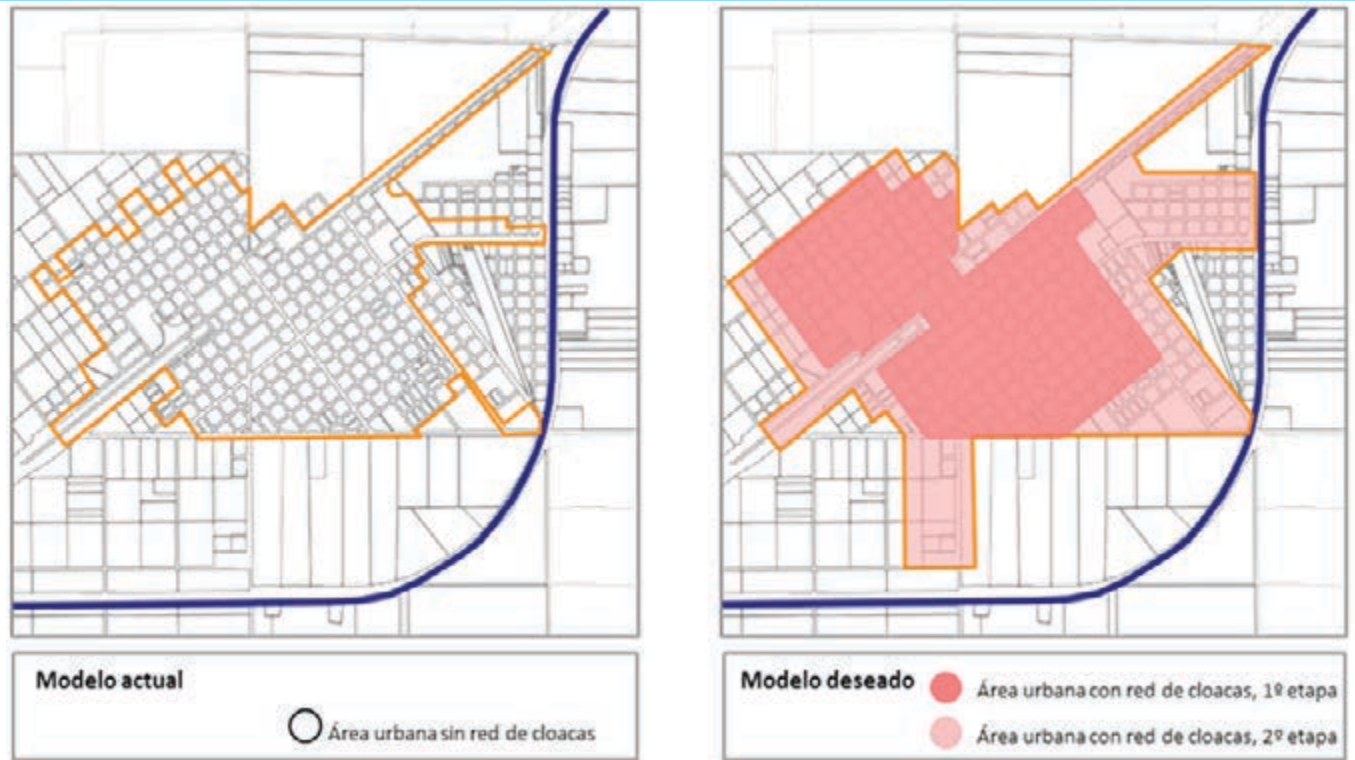 Modelo actual
Área urbana sin red de cloacas
Modelo deseado
Área urbana con red de cloacas, 1º etapa
Área urbana con red de cloacas, 2º etapa